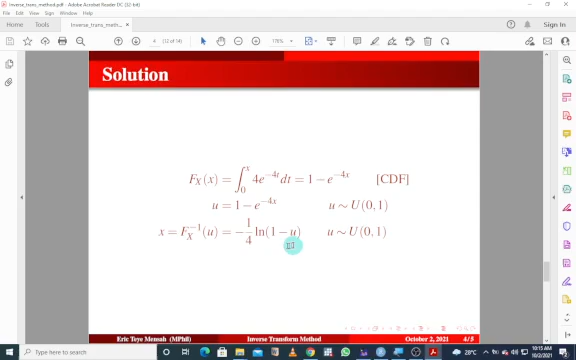 inverse_trans_method.pdf - Adobe Acrobat Reader DC (32-bit)
File Edit View Sign Window Help
Home Tools Inverse_trans_meth... × Sign In
4 (12 of 14) 176%
Solution
F_X(x) = ∫_0^x 4e^{-4t} dt = 1 − e^{-4x} [CDF]
u = 1 − e^{-4x} u ∼ U(0, 1)
x = F_X^{-1}(u) = −1/4 ln(1 − u) u ∼ U(0, 1)
Eric Teye Mensah (MPhil) Inverse Transform Method October 2, 2021 4/5
Type here to search 28°C 10:15 AM
10/2/2021